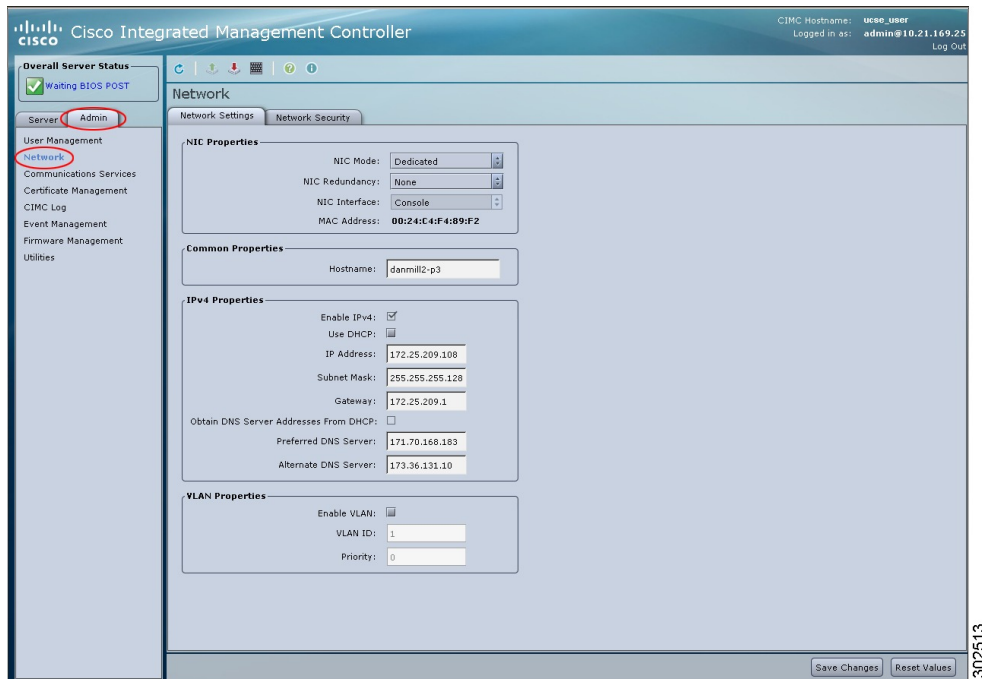 CISCO Cisco Integrated Management Controller
CIMC Hostname: ucse_user
Logged in as: admin@10.21.169.25
Log Out
Overall Server Status
Waiting BIOS POST
Server Admin
User Management
Network
Communications Services
Certificate Management
CIMC Log
Event Management
Firmware Management
Utilities
Network
Network Settings Network Security
NIC Properties
NIC Mode: Dedicated
NIC Redundancy: None
NIC Interface: Console
MAC Address: 00:24:C4:F4:89:F2
Common Properties
Hostname: danmill2-p3
IPv4 Properties
Enable IPv4:
Use DHCP:
IP Address: 172.25.209.108
Subnet Mask: 255.255.255.128
Gateway: 172.25.209.1
Obtain DNS Server Addresses From DHCP:
Preferred DNS Server: 171.70.168.183
Alternate DNS Server: 173.36.131.10
VLAN Properties
Enable VLAN:
VLAN ID: 1
Priority: 0
Save Changes Reset Values
302513